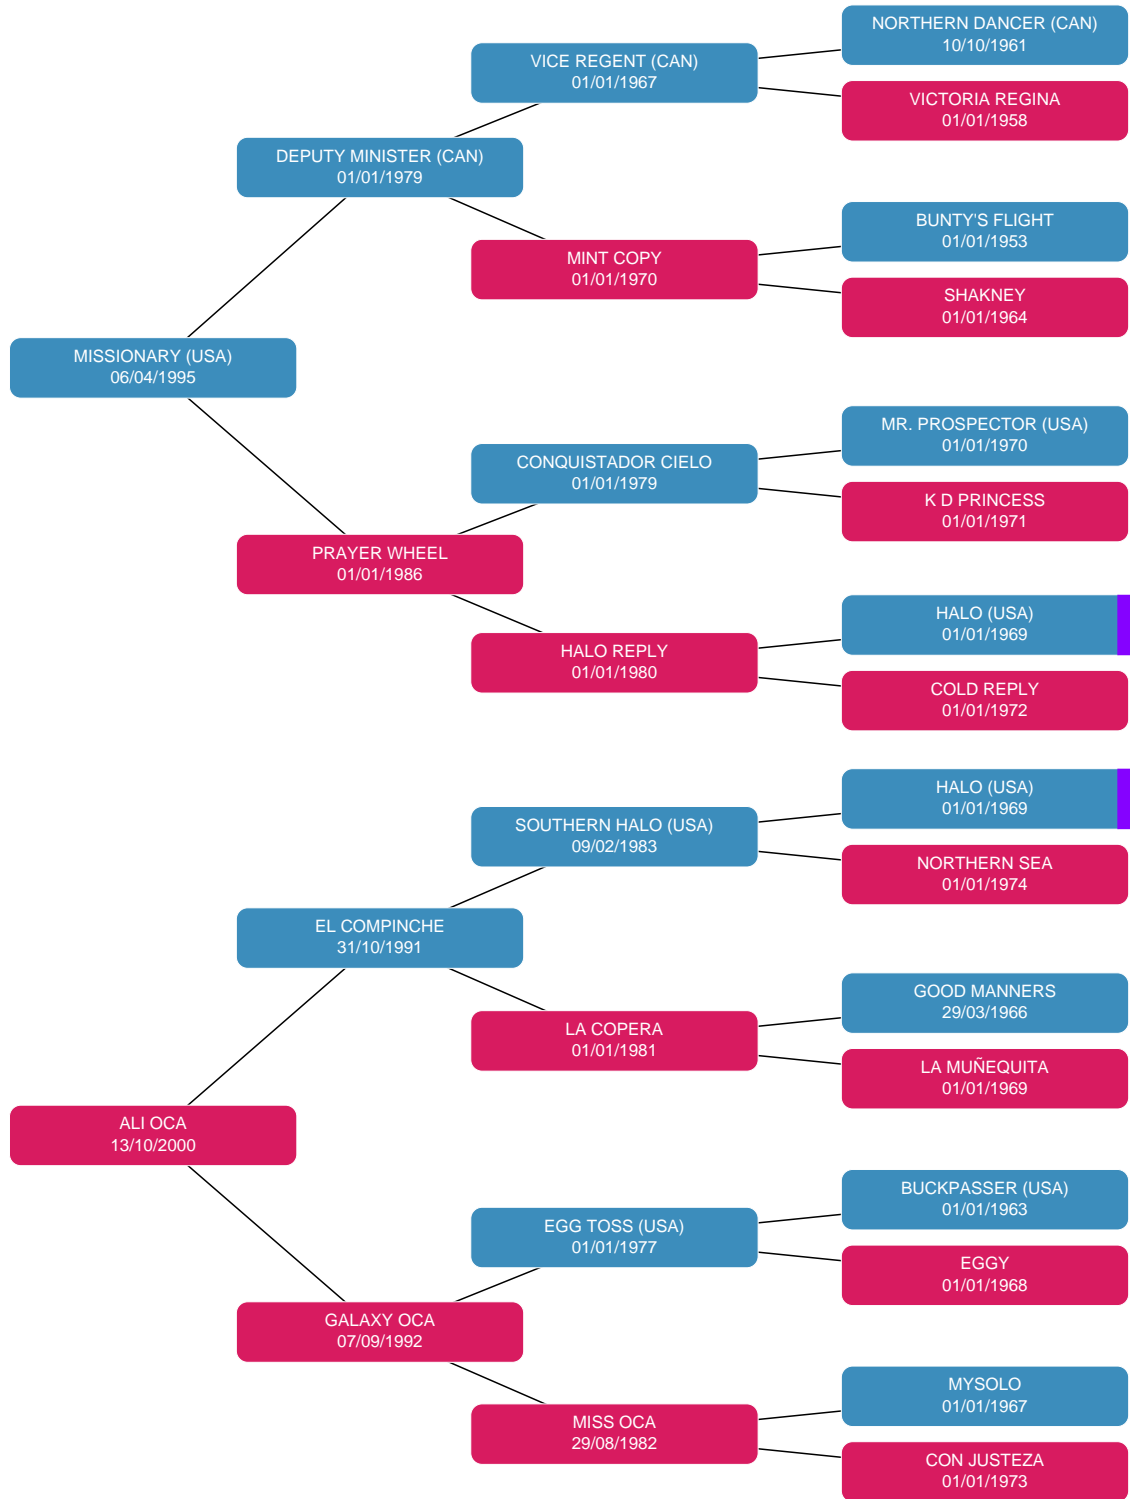 NORTHERN DANCER (CAN)
10/10/1961
VICE REGENT (CAN)
01/01/1967
VICTORIA REGINA
01/01/1958
DEPUTY MINISTER (CAN)
01/01/1979
BUNTY'S FLIGHT
01/01/1953
MINT COPY
01/01/1970
SHAKNEY
01/01/1964
MISSIONARY (USA)
06/04/1995
MR. PROSPECTOR (USA)
01/01/1970
CONQUISTADOR CIELO
01/01/1979
K D PRINCESS
01/01/1971
PRAYER WHEEL
01/01/1986
HALO (USA)
01/01/1969
HALO REPLY
01/01/1980
COLD REPLY
01/01/1972
HALO (USA)
01/01/1969
SOUTHERN HALO (USA)
09/02/1983
NORTHERN SEA
01/01/1974
EL COMPINCHE
31/10/1991
GOOD MANNERS
29/03/1966
LA COPERA
01/01/1981
LA MUÑEQUITA
01/01/1969
ALI OCA
13/10/2000
BUCKPASSER (USA)
01/01/1963
EGG TOSS (USA)
01/01/1977
EGGY
01/01/1968
GALAXY OCA
07/09/1992
MYSOLO
01/01/1967
MISS OCA
29/08/1982
CON JUSTEZA
01/01/1973